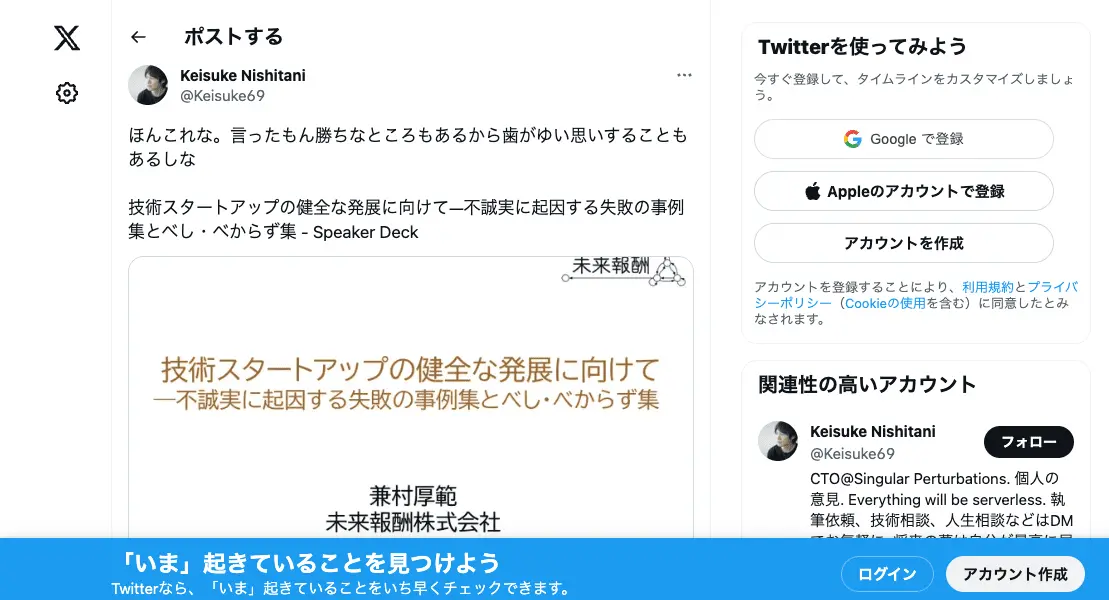 ポストする
Keisuke Nishitani
@Keisuke69
ほんこれな。言ったもん勝ちなところもあるから歯がゆい思いすることも
あるしな
技術スタートアップの健全な発展に向けて―不誠実に起因する失敗の事例
集とべし・べからず集 - Speaker Deck
未来報酬
技術スタートアップの健全な発展に向けて
―不誠実に起因する失敗の事例集とべし・べからず集
兼村厚範
未来報酬株式会社
Twitterを使ってみよう
今すぐ登録して、タイムラインをカスタマイズしましょ
う。
Google で登録
Appleのアカウントで登録
アカウントを作成
アカウントを登録することにより、利用規約とプライバ
シーポリシー（Cookieの使用を含む）に同意したとみ
なされます。
関連性の高いアカウント
Keisuke Nishitani
@Keisuke69
フォロー
CTO@Singular Perturbations. 個人の
意見. Everything will be serverless. 執
筆依頼、技術相談、人生相談などはDM
「いま」起きていることを見つけよう
Twitterなら、「いま」起きていることをいち早くチェックできます。
ログイン
アカウント作成